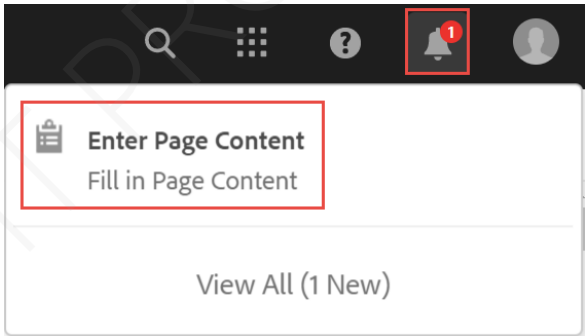 ?
1
Enter Page Content
Fill in Page Content
View All (1 New)